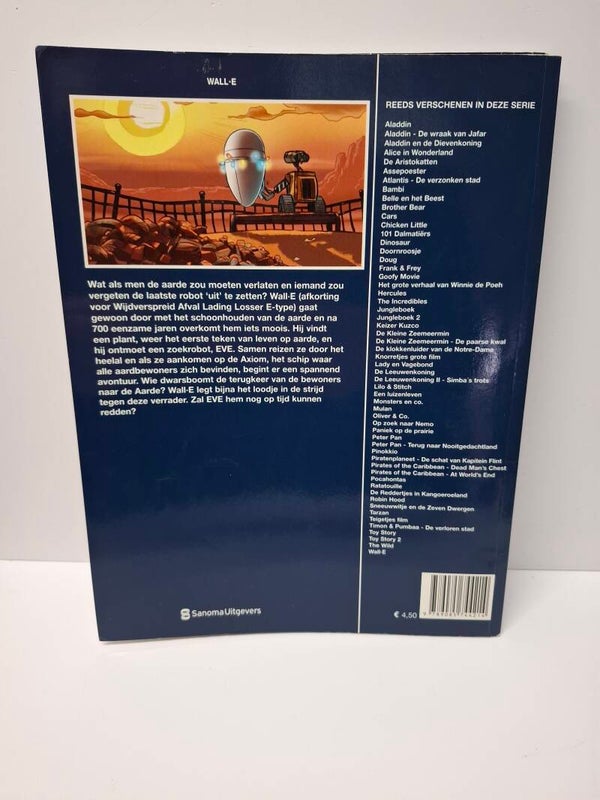 WALL-E
Wat als men de aarde zou moeten verlaten en iemand zou
vergeten de laatste robot 'uit' te zetten? Wall-E (afkorting
voor Wijdverspreid Afval Lading Losser E-type) gaat
gewoon door met het schoonhouden van de aarde en na
700 eenzame jaren overkomt hem iets moois. Hij vindt
een plant, weer het eerste teken van leven op aarde, en
hij ontmoet een zoekrobot, EVE. Samen reizen ze door het
heelal en als ze aankomen op de Axiom, het schip waar
alle aardbewoners zich bevinden, begint er een spannend
avontuur. Wie dwarsboomt de terugkeer van de bewoners
naar de Aarde? Wall-E legt bijna het loodje in de strijd
tegen deze verrader. Zal EVE hem nog op tijd kunnen
redden?
Sanoma Uitgevers
REEDS VERSCHENEN IN DEZE SERIE
Aladdin
Aladdin - De wraak van Jafar
Aladdin en de Dievenkoning
Alice in Wonderland
De Aristokatten
Assepoester
Atlantis - De verzonken stad
Bambi
Belle en het Beest
Brother Bear
Cars
Chicken Little
101 Dalmatiërs
Dinosaur
Doornroosje
Doug
Frank & Frey
Goofy Movie
Het grote verhaal van Winnie de Poeh
Hercules
The Incredibles
Jungleboek
Jungleboek 2
Keizer Kuzco
De Kleine Zeemeermin
De Kleine Zeemeermin - De paarse kwal
De klokkenluider van de Notre-Dame
Knorretjes grote film
Lady en Vagebond
De Leeuwenkoning
De Leeuwenkoning II - Simba's trots
Lilo & Stitch
Een luizenleven
Monsters en co.
Mulan
Oliver & Co.
Op zoek naar Nemo
Paniek op de prairie
Peter Pan
Peter Pan - Terug naar Nooitgedachtland
Pinokkio
Piratenplaneet - De schat van Kapitein Flint
Pirates of the Caribbean - Dead Man's Chest
Pirates of the Caribbean - At World's End
Pocahontas
Ratatouille
De Reddertjes in Kangoeroeland
Robin Hood
Sneeuwwitje en de Zeven Dwergen
Tarzan
Teigetjes film
Timon & Pumbaa - De verloren stad
Toy Story
Toy Story 2
The Wild
Wall-E
€ 4,50